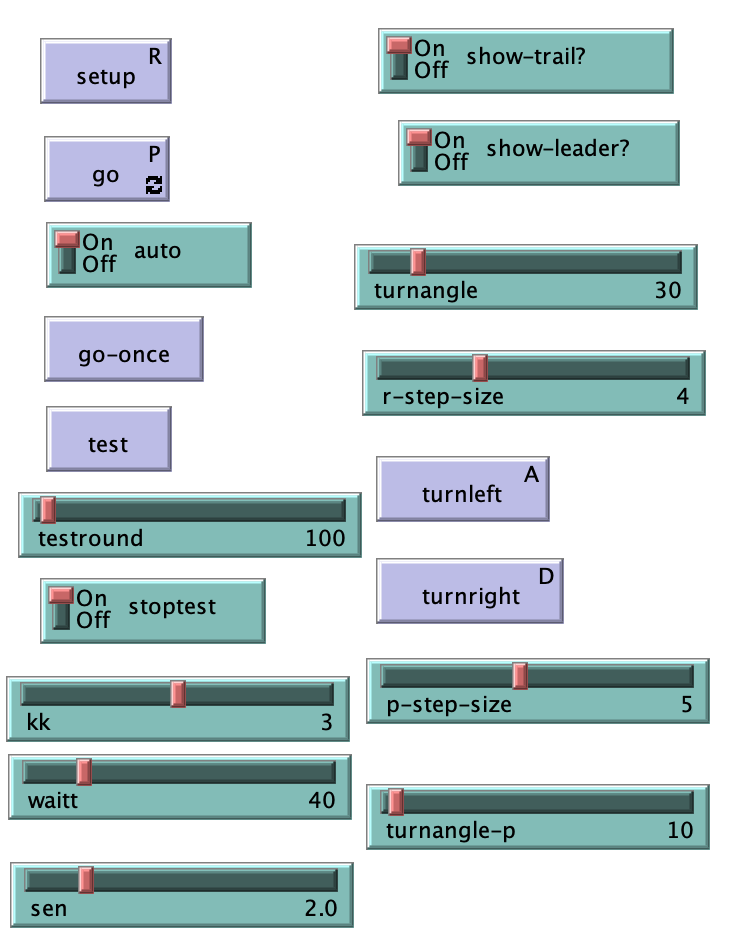 R
setup
P
go
On
Off
auto
go-once
test
testround 100
On
Off
stoptest
kk 3
waitt 40
sen 2.0
On
Off
show-trail?
On
Off
show-leader?
turnangle 30
r-step-size 4
A
turnleft
D
turnright
p-step-size 5
turnangle-p 10